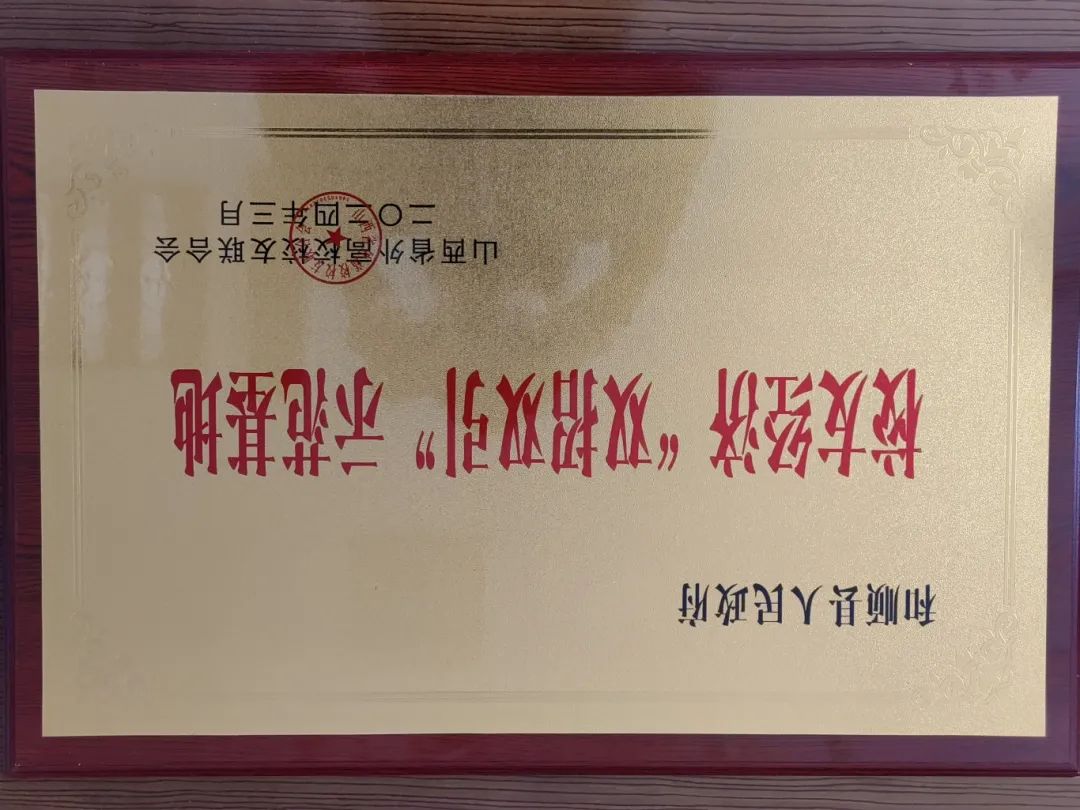 和顺县人民政府
校友经济“双招双引”示范基地
山西省外高校校友联合会
二〇二四年三月